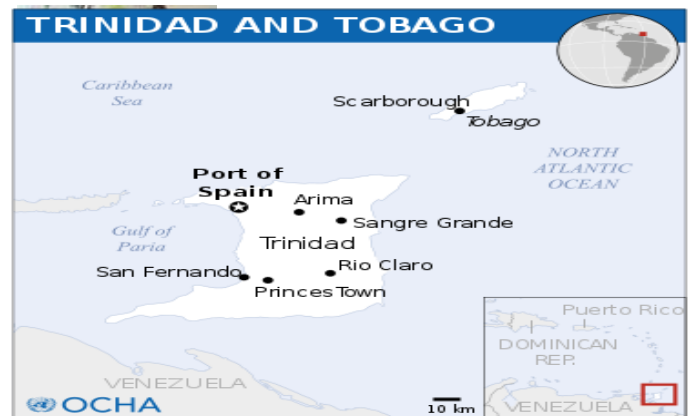 TRINIDAD AND TOBAGO
Caribbean
Sea
Scarborough
Tobago
NORTH
ATLANTIC
OCEAN
Port of
Spain
Arima
Sangre Grande
Gulf of
Paria
Trinidad
San Fernando
Rio Claro
Princes Town
Puerto Rico
DOMINICAN
REP.
VENEZUELA
OCHA
10 km
VENEZUELA